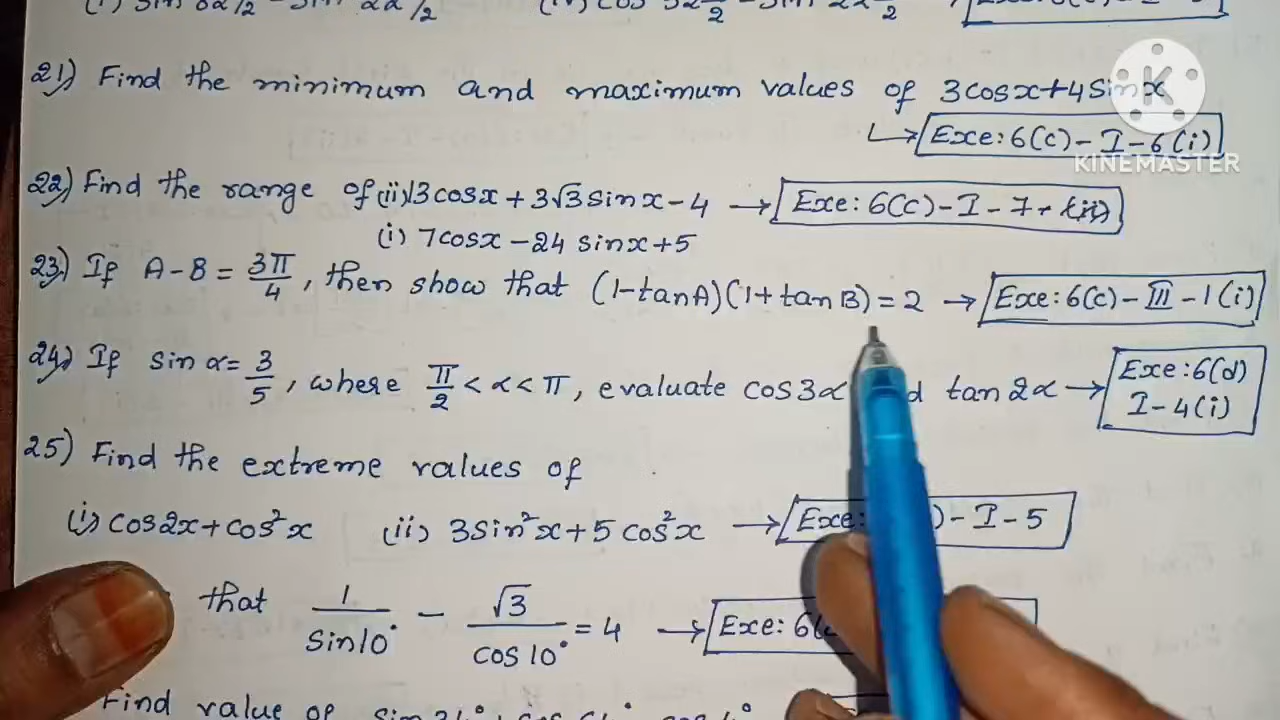 21) Find the minimum and maximum values of 3cosx+4sinx
↳ Exe: 6(c)-I-6(i)
KINEMASTER
22) Find the range of (ii) 13cosx + 3√3 sinx - 4 → Exe: 6(c)-I-7
(i) 7cosx - 24 sinx + 5
23) If A-B = 3π/4, then show that (1-tanA)(1+tanB) = 2 → Exe: 6(c)-III-1(i)
24) If sin α = 3/5, where π/2 < α < π, evaluate cos3α tan 2α → Exe: 6(d) I-4(i)
25) Find the extreme values of
(i) cos2x + cos²x (ii) 3sin²x + 5 cos²x → Exe: )-I-5
that 1/sin10° - √3/cos10° = 4 → Exe: 6(
Find value of